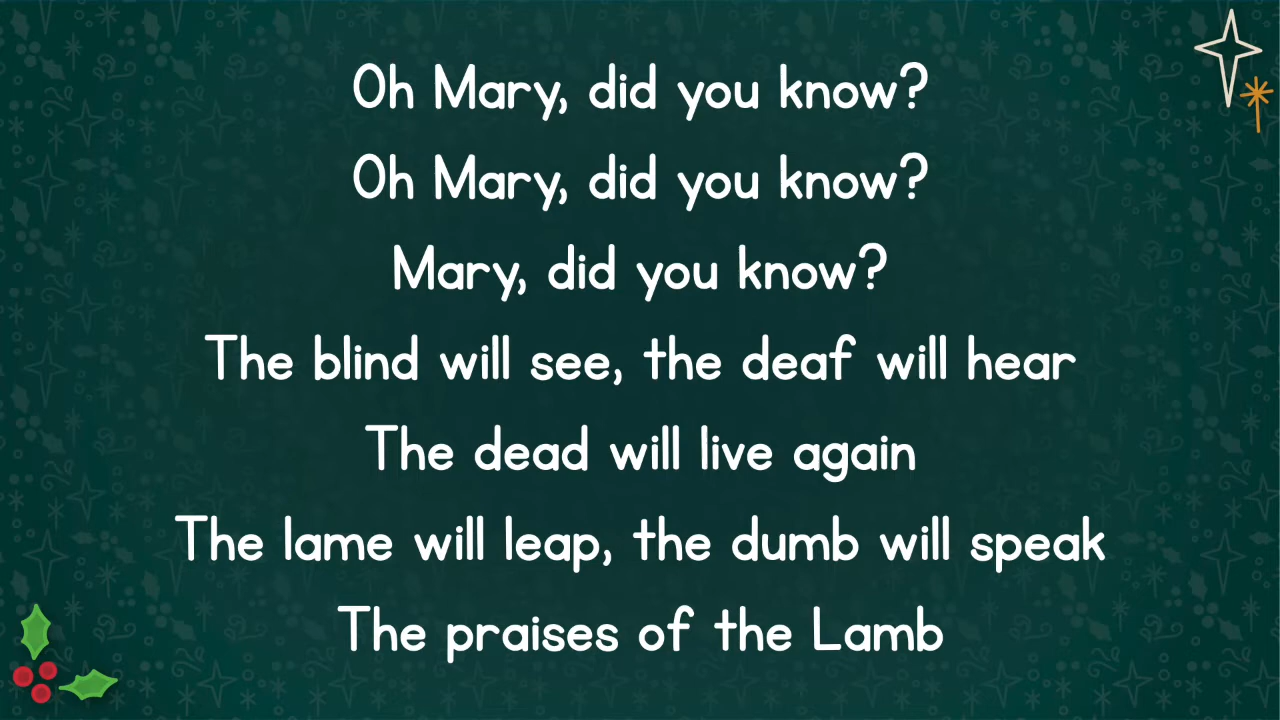 Oh Mary, did you know?
Oh Mary, did you know?
Mary, did you know?
The blind will see, the deaf will hear
The dead will live again
The lame will leap, the dumb will speak
The praises of the Lamb